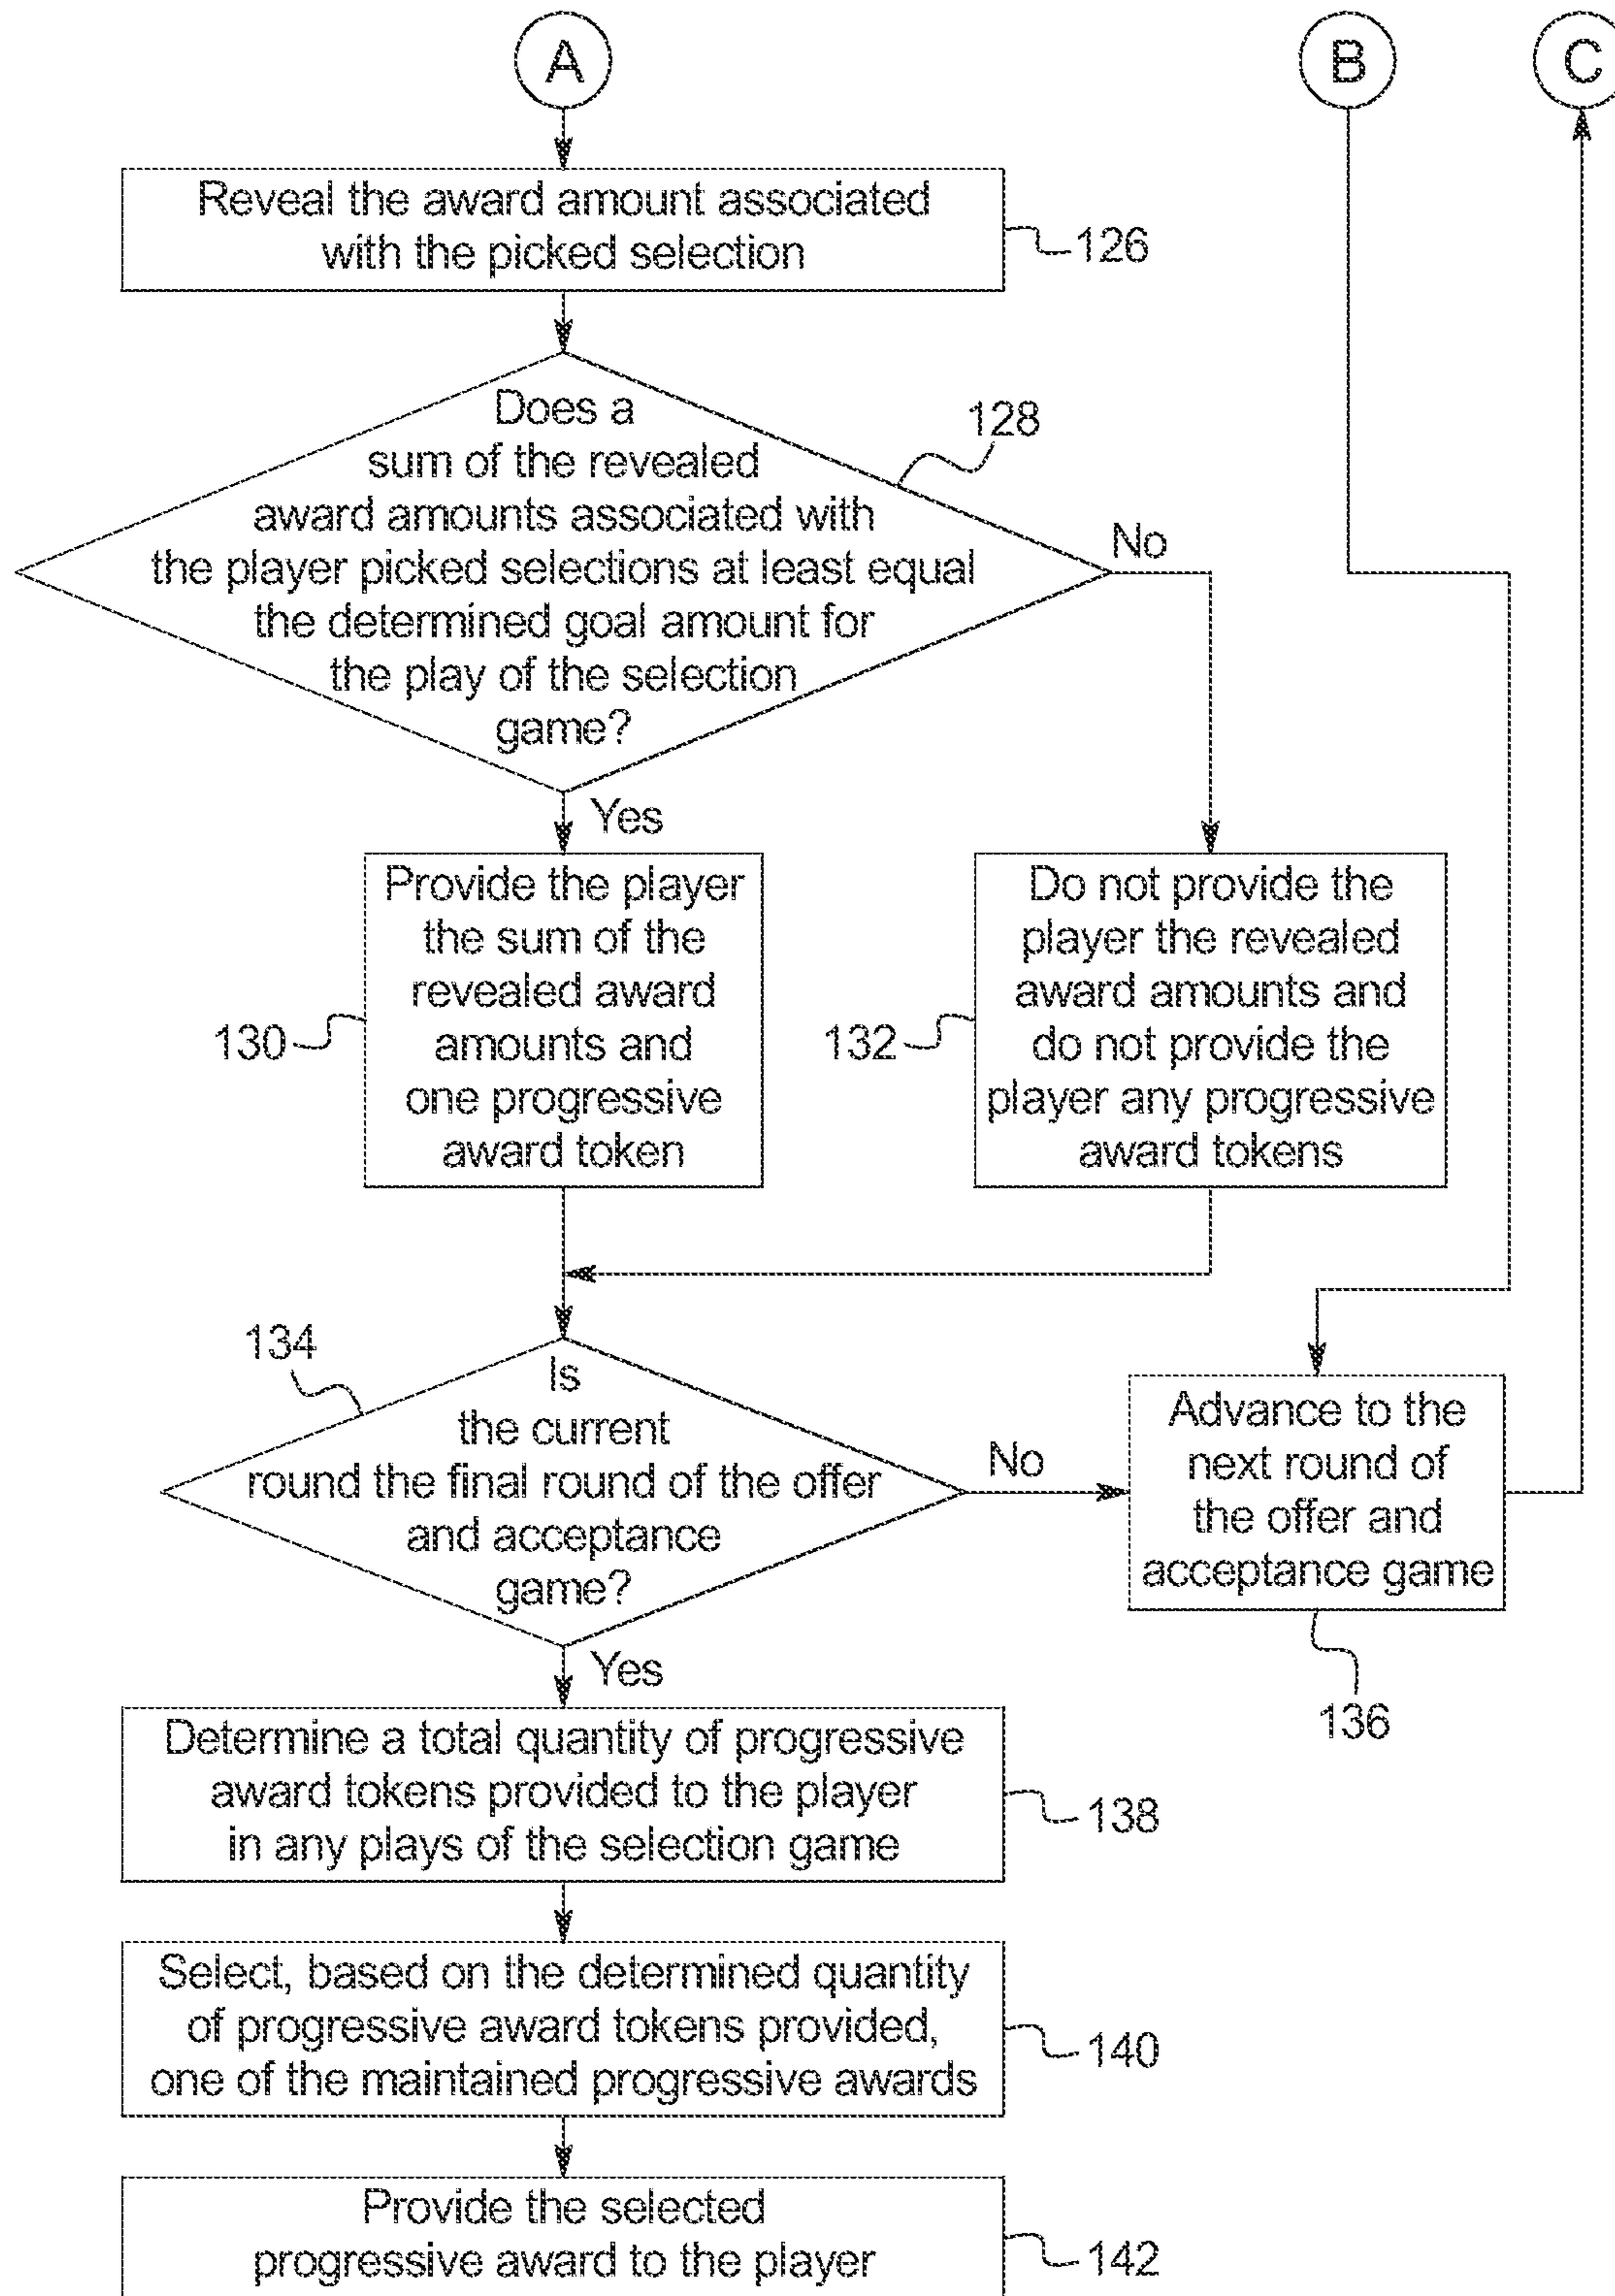 A
B
C
Reveal the award amount associated
with the picked selection
126
Does a
sum of the revealed
award amounts associated with
the player picked selections at least equal
the determined goal amount for
the play of the selection
game?
128
No
Yes
Provide the player
the sum of the
revealed award
amounts and
one progressive
award token
130
Do not provide the
player the revealed
award amounts and
do not provide the
player any progressive
award tokens
132
134
Is
the current
round the final round of the offer
and acceptance
game?
No
Advance to the
next round of
the offer and
acceptance game
136
Yes
Determine a total quantity of progressive
award tokens provided to the player
in any plays of the selection game
138
Select, based on the determined quantity
of progressive award tokens provided,
one of the maintained progressive awards
140
Provide the selected
progressive award to the player
142